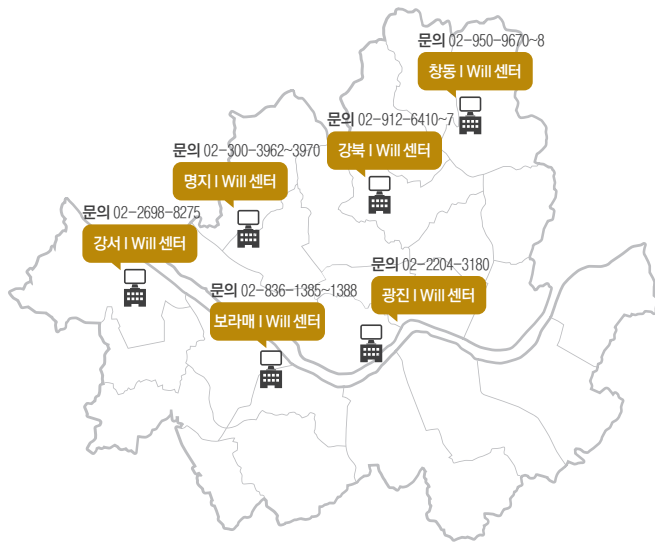 문의 02-950-9670~8
창동 I Will 센터
문의 02-912-6410~7
강북 I Will 센터
문의 02-300-3962~3970
명지 I Will 센터
문의 02-2698-8275
강서 I Will 센터
문의 02-2204-3180
광진 I Will 센터
문의 02-836-1385~1388
보라매 I Will 센터